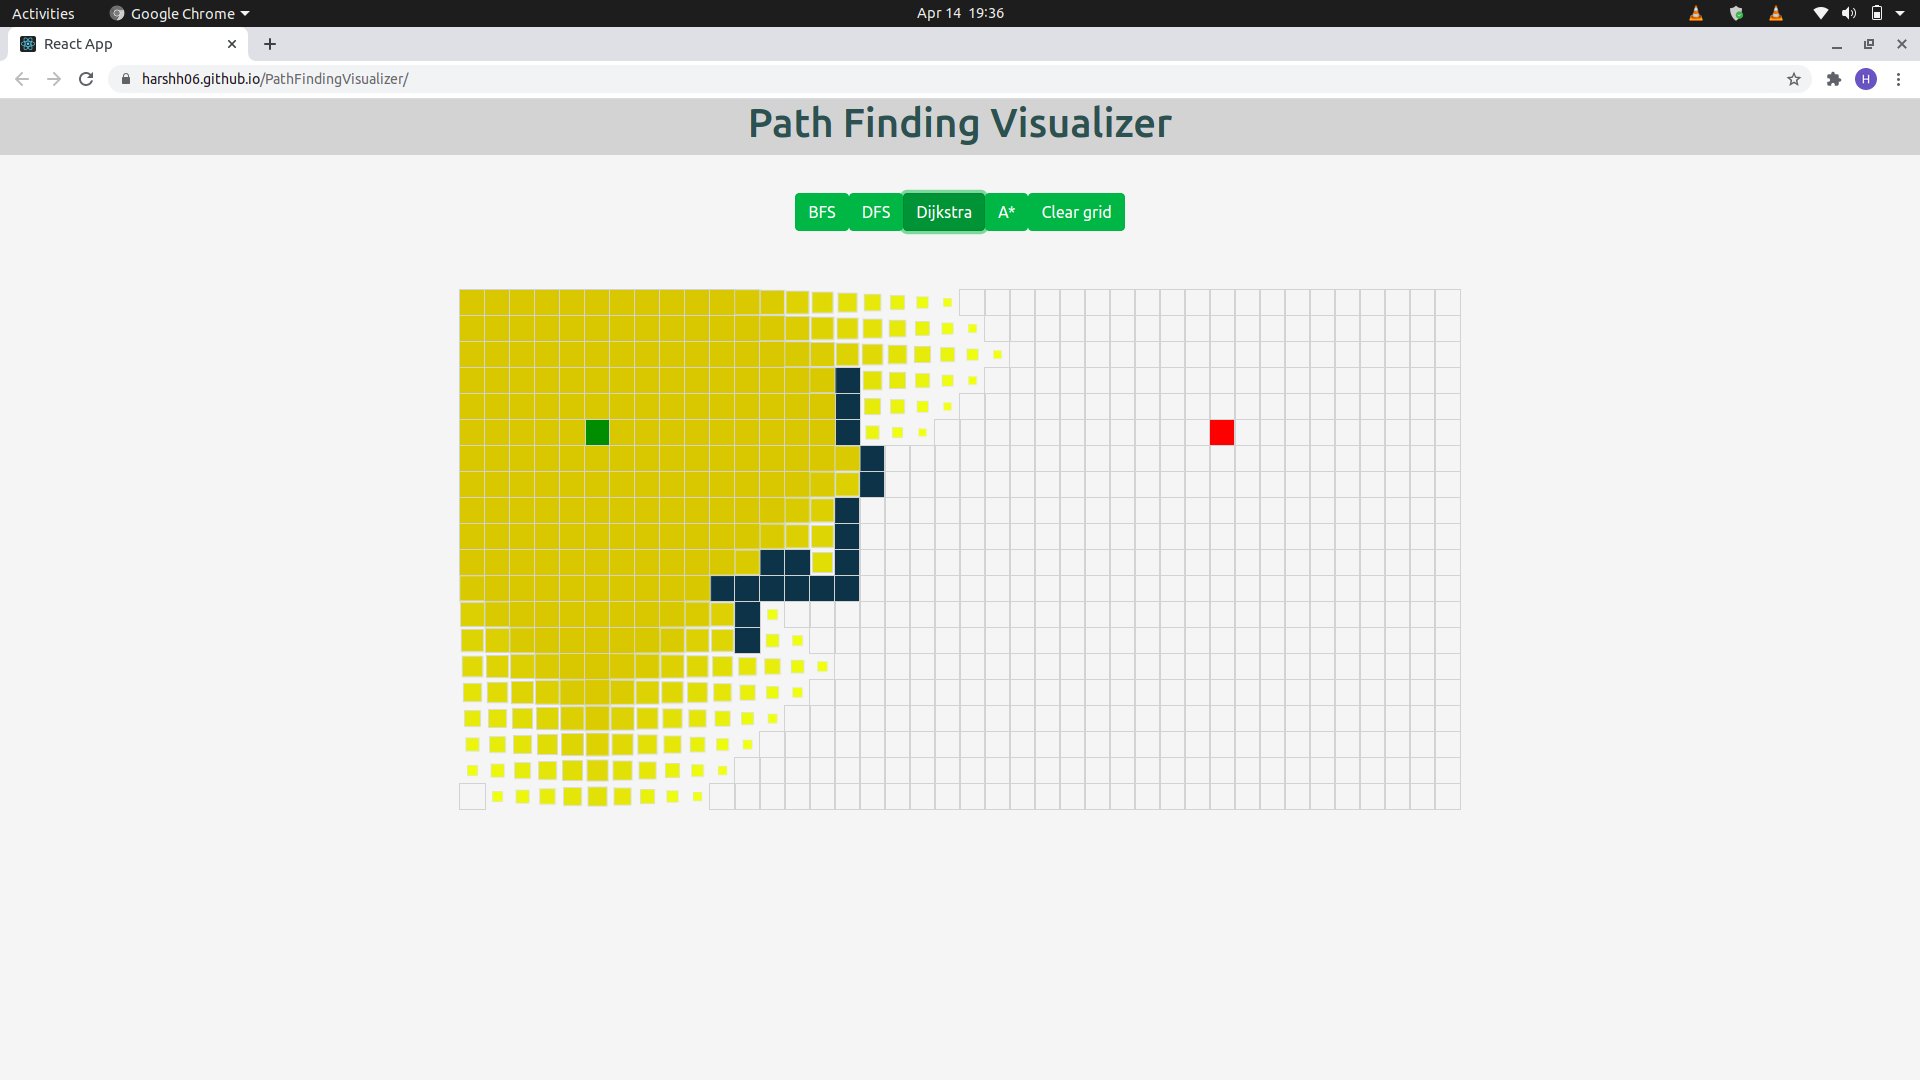 Activities Google Chrome Apr 14 19:36
React App
harshh06.github.io/PathFindingVisualizer/ H
Path Finding Visualizer
BFS DFS Dijkstra A* Clear grid